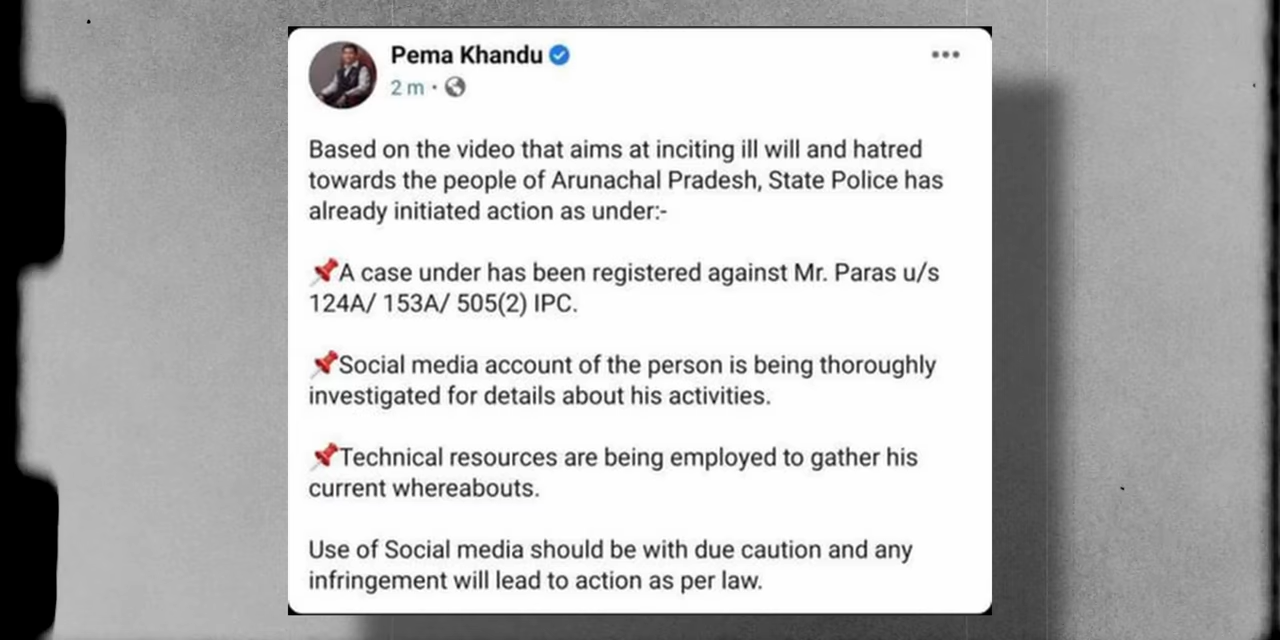 Pema Khandu
2 m ·
Based on the video that aims at inciting ill will and hatred
towards the people of Arunachal Pradesh, State Police has
already initiated action as under:-
📌A case under has been registered against Mr. Paras u/s
124A/ 153A/ 505(2) IPC.
📌Social media account of the person is being thoroughly
investigated for details about his activities.
📌Technical resources are being employed to gather his
current whereabouts.
Use of Social media should be with due caution and any
infringement will lead to action as per law.